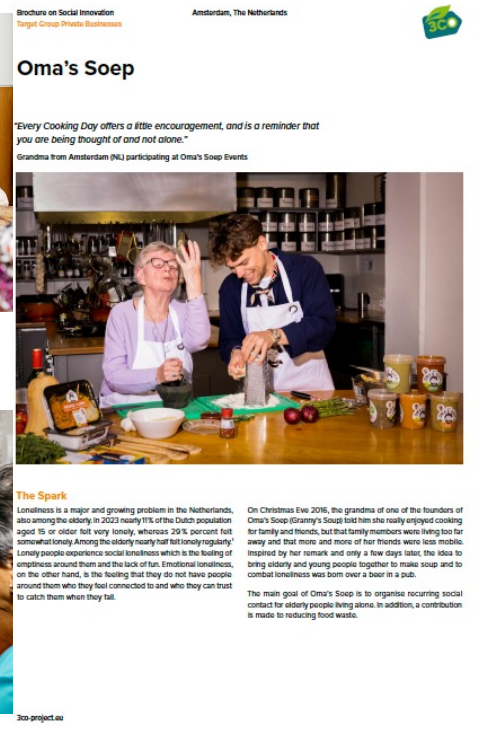 Brochure on Social Innovation
Target Group Private Businesses
Amsterdam, The Netherlands
3CO
Oma's Soep
"Every Cooking Day offers a little encouragement, and is a reminder that
you are being thought of and not alone."
Grandma from Amsterdam (NL) participating at Oma's Soep Events
The Spark
Loneliness is a major and growing problem in the Netherlands,
also among the elderly. In 2023 nearly 11% of the Dutch population
aged 15 or older felt very lonely, whereas 29% percent felt
somewhat lonely. Among the elderly nearly half felt lonely regularly.
Lonely people experience social loneliness which is the feeling of
emptiness around them and the lack of fun. Emotional loneliness,
on the other hand, is the feeling that they do not have people
around them who they feel connected to and who they can trust
to catch them when they fall.
On Christmas Eve 2016, the grandma of one of the founders of
Oma's Soep (Granny's Soup) told him she really enjoyed cooking
for family and friends, but that family members were living too far
away and that more and more of her friends were less mobile.
Inspired by her remark and only a few days later, the idea to
bring elderly and young people together to make soup and to
combat loneliness was born over a beer in a pub.
The main goal of Oma's Soep is to organise recurring social
contact for elderly people living alone. In addition, a contribution
is made to reducing food waste.
3co-project.eu